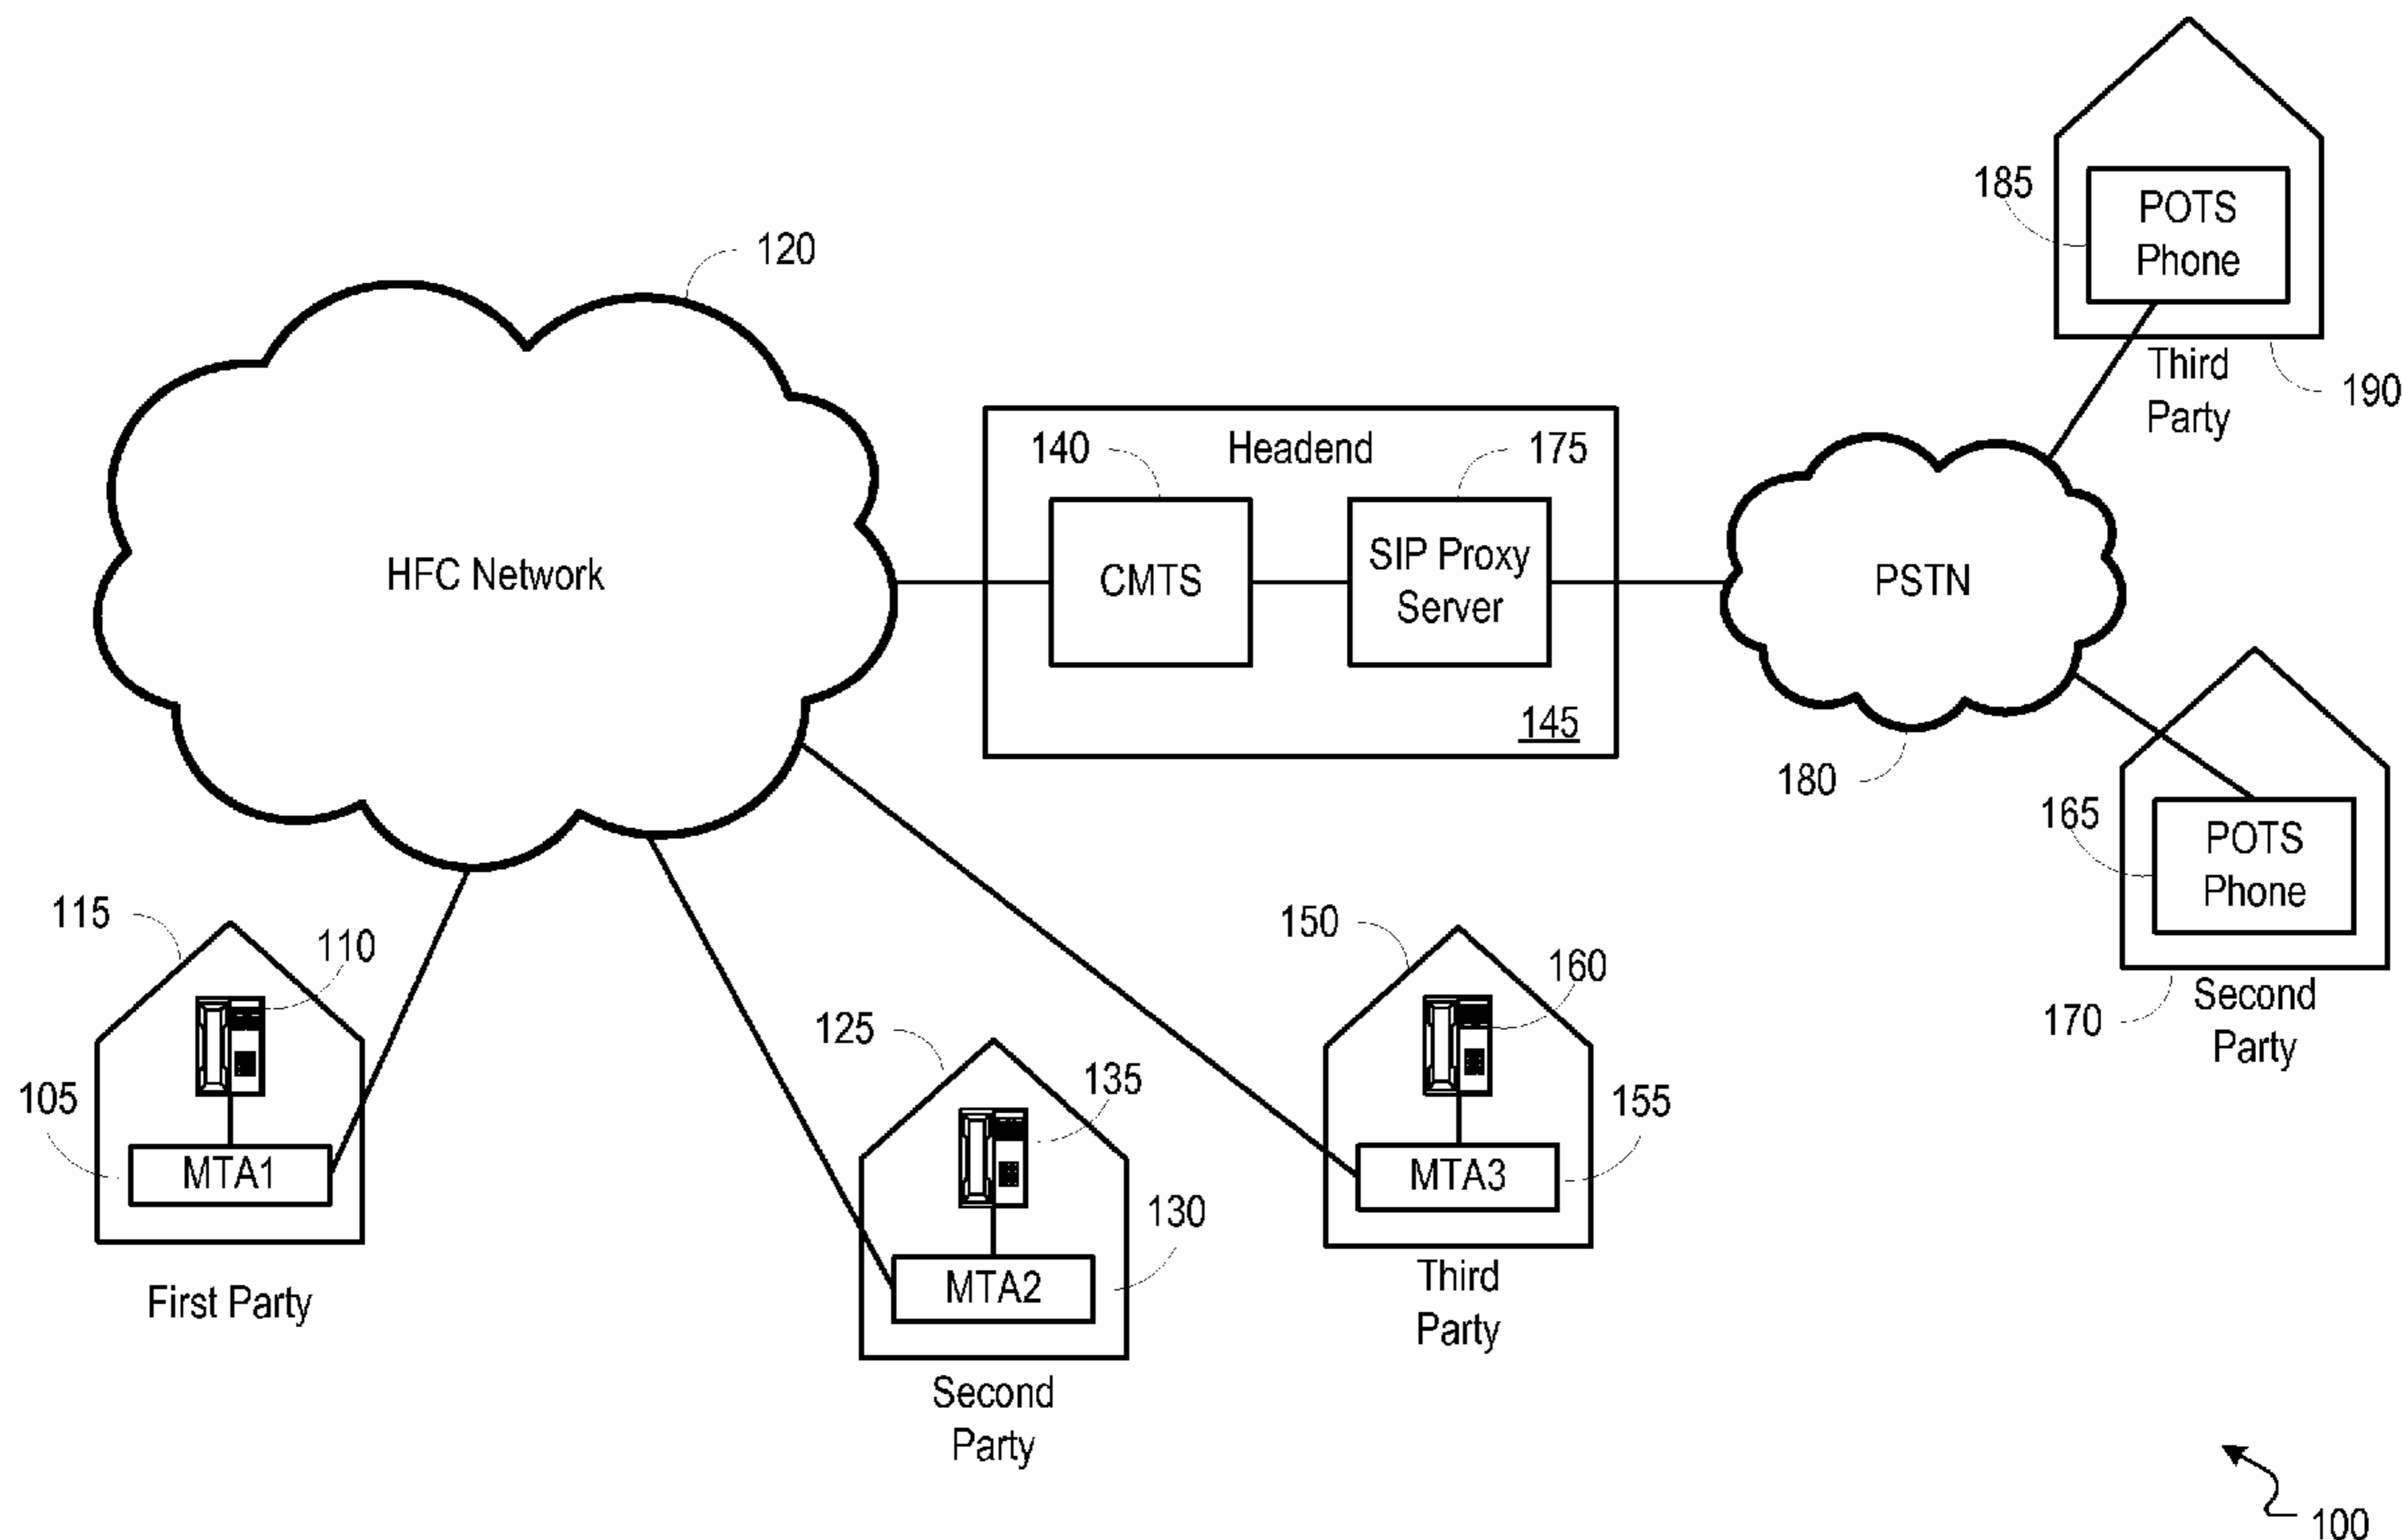 185
POTS
Phone
Third
Party
190
120
HFC Network
Headend
140
175
CMTS
SIP Proxy
Server
145
PSTN
180
165
POTS
Phone
Second
Party
170
115
110
105
MTA1
First Party
125
135
130
MTA2
Second
Party
150
160
155
MTA3
Third
Party
100